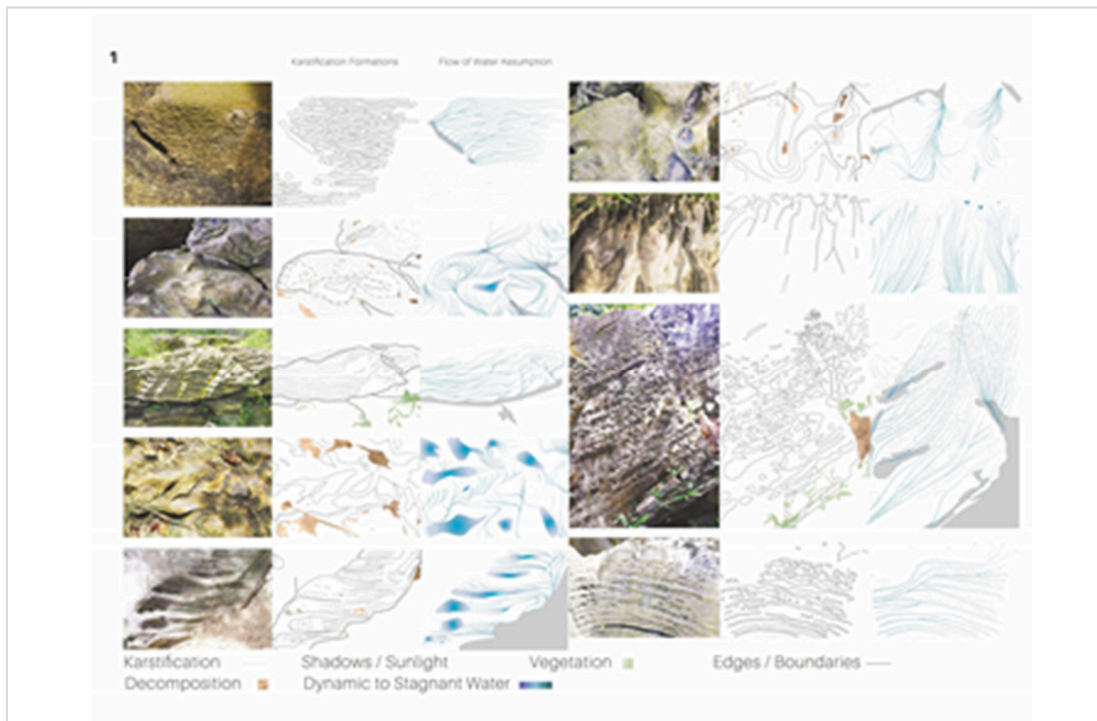 1
Karstification Formations Flow of Water Assumption
Karstification Shadows / Sunlight Vegetation Edges / Boundaries
Decomposition Dynamic to Stagnant Water